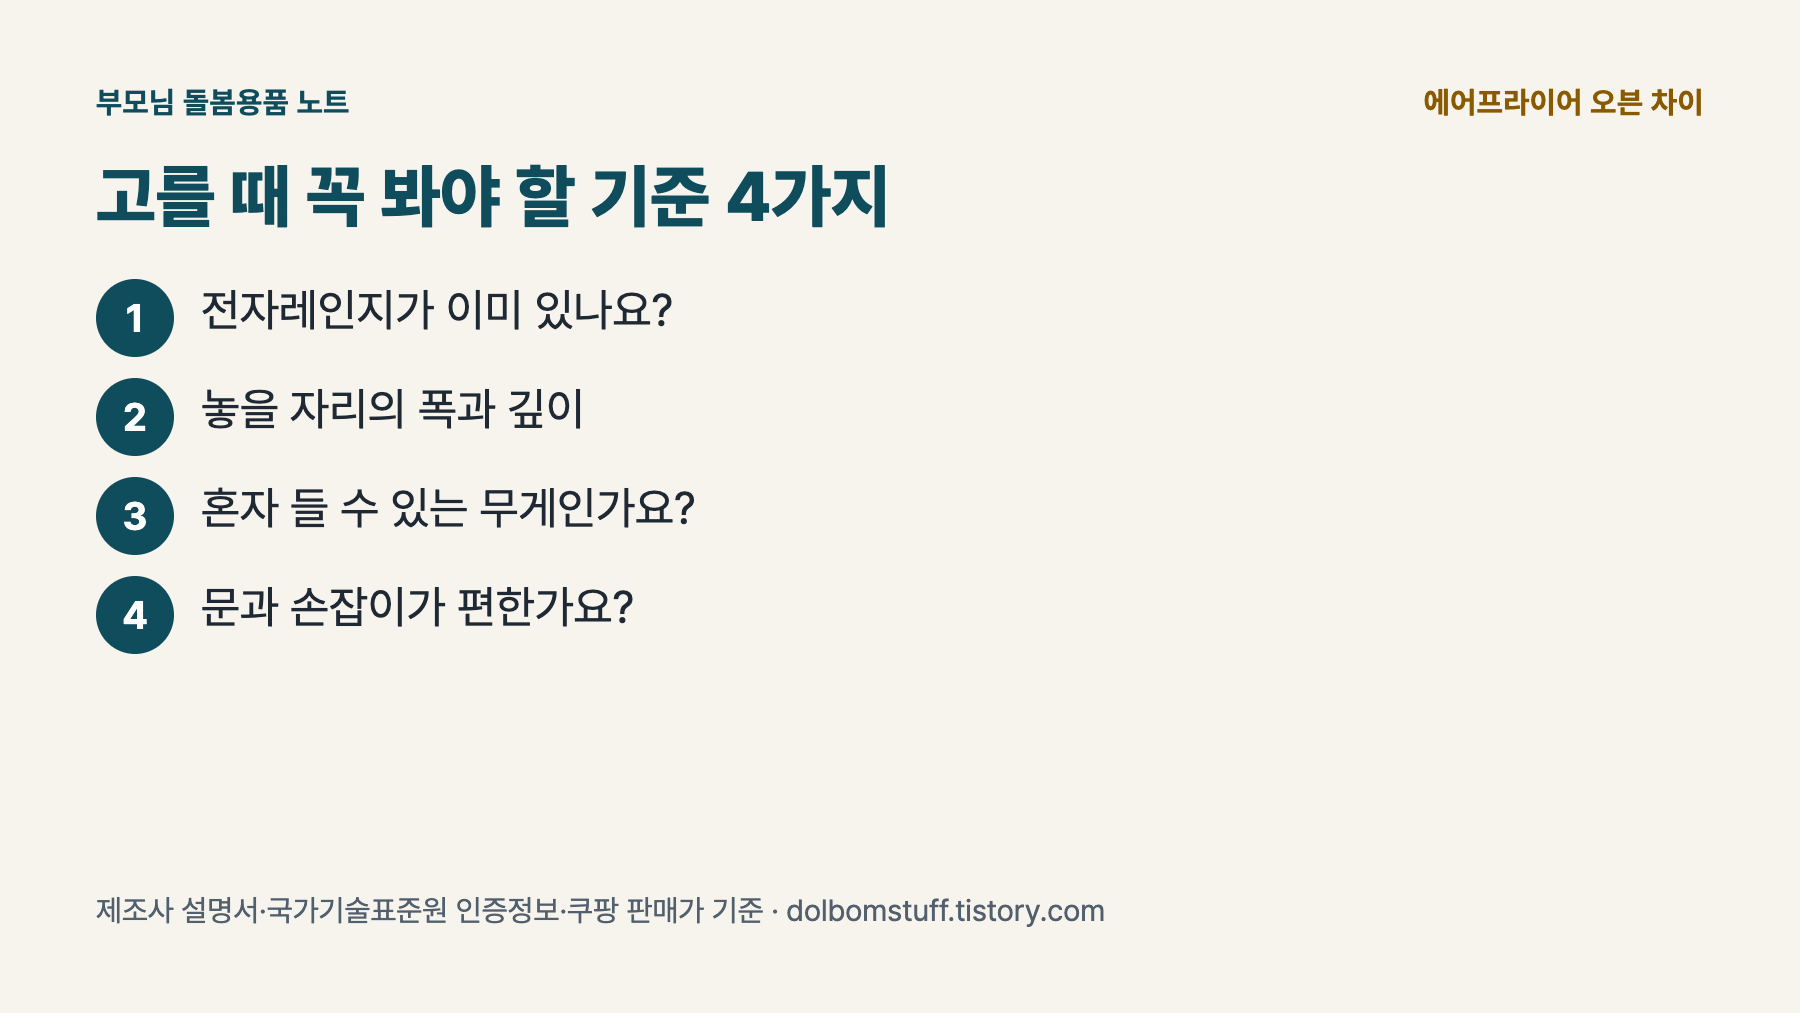 부모님 돌봄용품 노트
에어프라이어 오븐 차이
고를 때 꼭 봐야 할 기준 4가지
1 전자레인지가 이미 있나요?
2 놓을 자리의 폭과 깊이
3 혼자 들 수 있는 무게인가요?
4 문과 손잡이가 편한가요?
제조사 설명서·국가기술표준원 인증정보·쿠팡 판매가 기준 · dolbomstuff.tistory.com